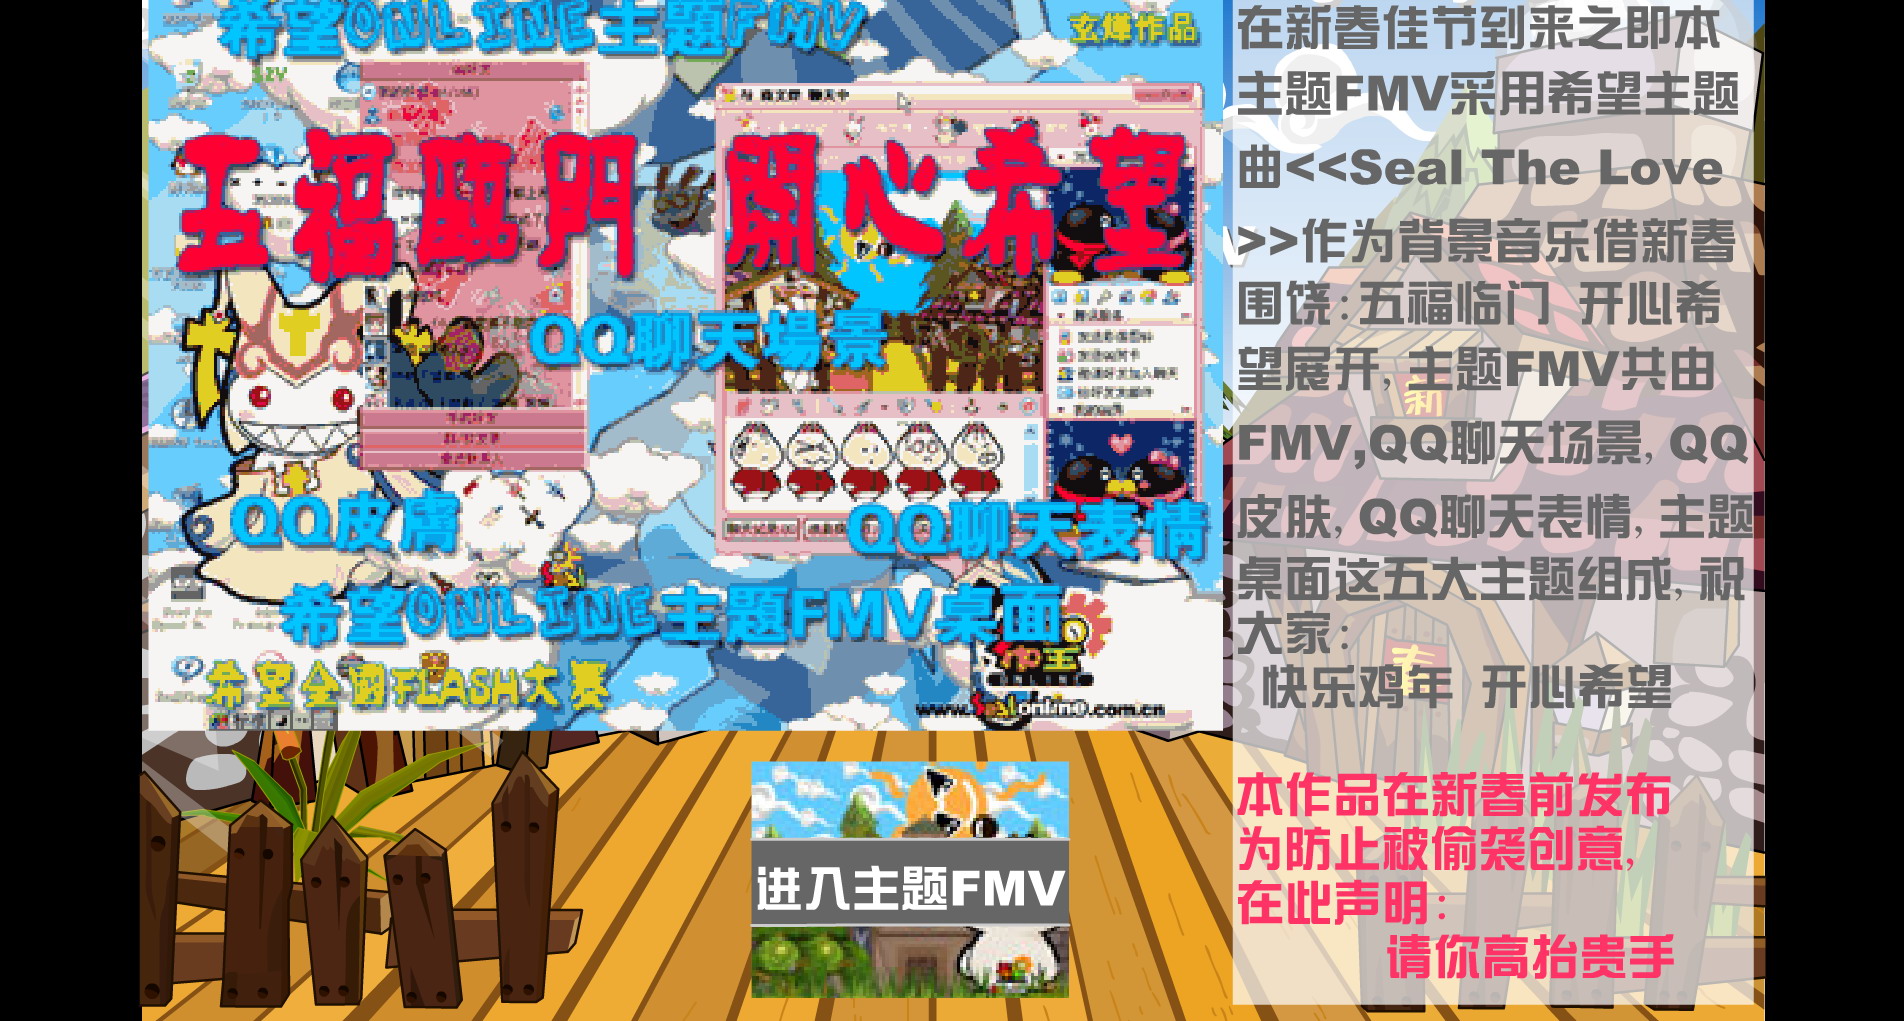 希望ONLINE主题FMV
玄烨作品
五福臨門 開心希望
QQ聊天場景
QQ皮膚
QQ聊天表情
希望ONLINE主題FMV桌面
希望全國FLASH大赛
www.Sealonline.com.cn
在新春佳节到来之即本
主题FMV采用希望主题
曲<<Seal The Love
>>作为背景音乐借新春
围饶:五福临门 开心希
望展开,主题FMV共由
FMV,QQ聊天场景,QQ
皮肤,QQ聊天表情,主题
桌面这五大主题组成,祝
大家:
快乐鸡年 开心希望
本作品在新春前发布
为防止被偷袭创意,
在此声明:
请你高抬贵手
进入主题FMV